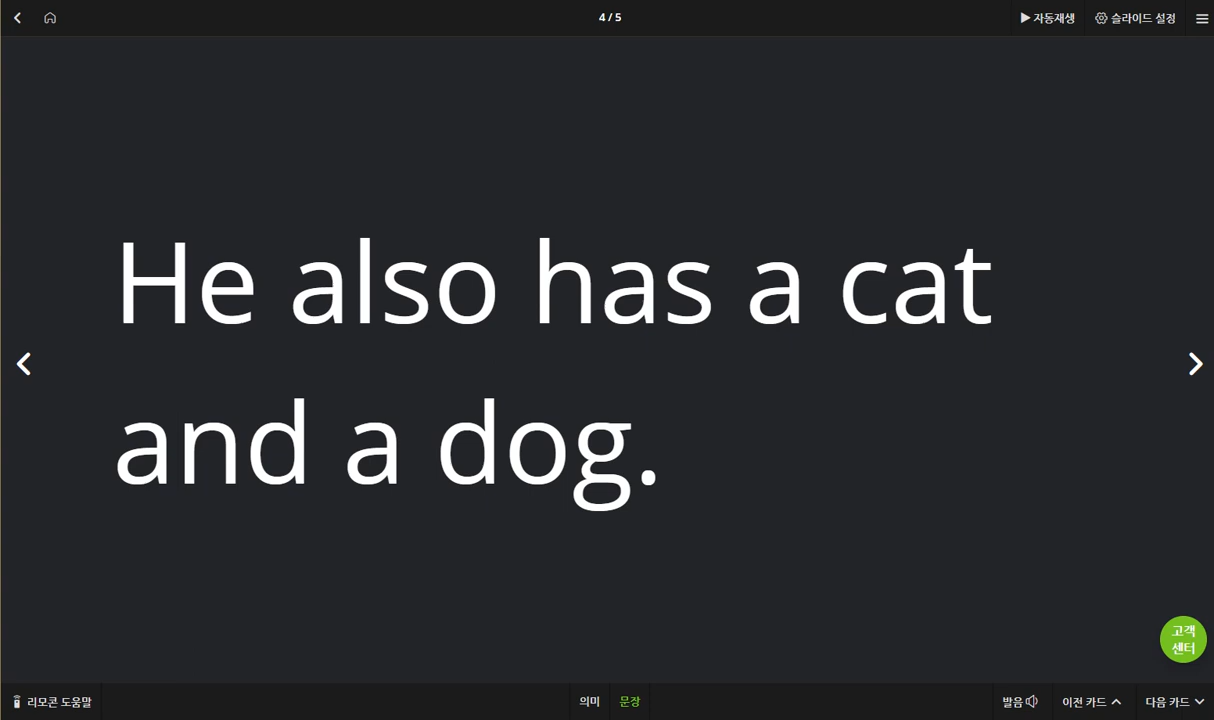 4 / 5
자동재생
슬라이드 설정
He also has a cat
and a dog.
고객
센터
리모콘 도움말
의미
문장
발음
이전 카드
다음 카드